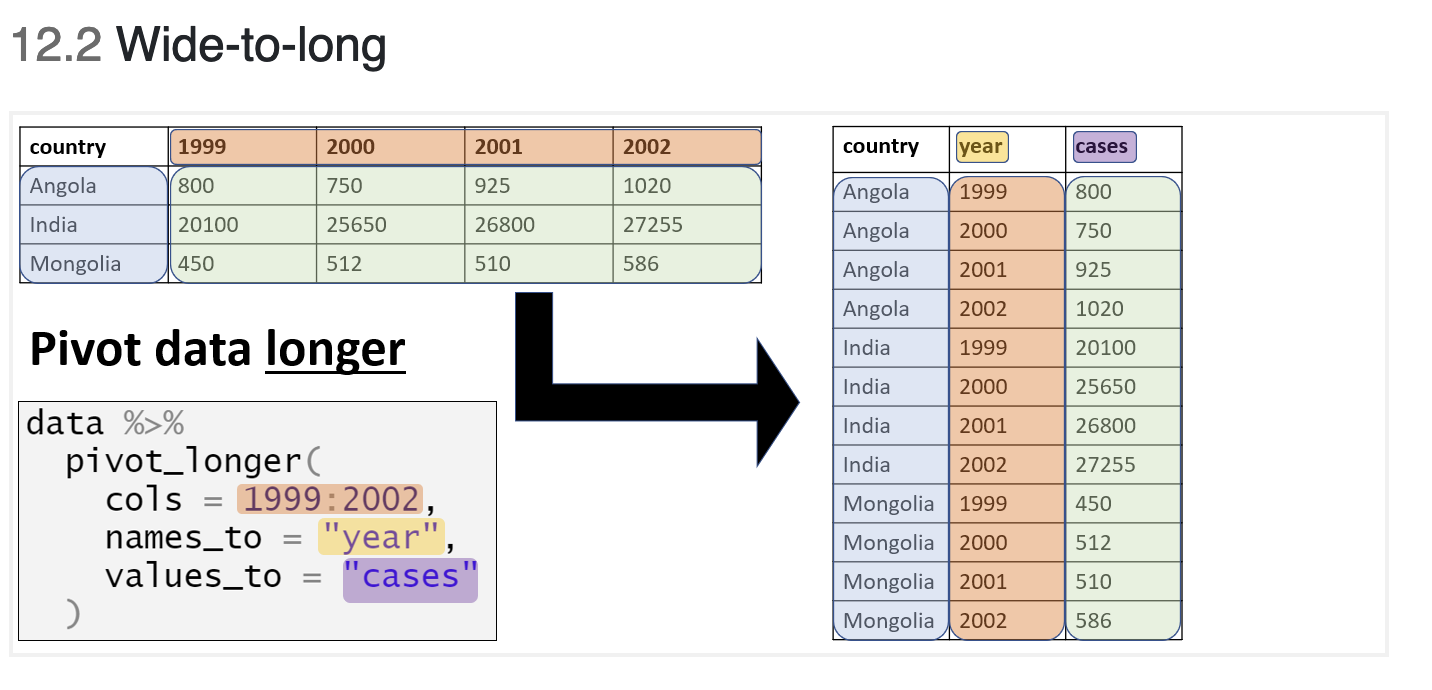 12.2 Wide-to-long
country 1999 2000 2001 2002
Angola 800 750 925 1020
India 20100 25650 26800 27255
Mongolia 450 512 510 586
Pivot data longer
data %>%
pivot_longer(
cols = 1999:2002,
names_to = "year",
values_to = "cases"
)
country year cases
Angola 1999 800
Angola 2000 750
Angola 2001 925
Angola 2002 1020
India 1999 20100
India 2000 25650
India 2001 26800
India 2002 27255
Mongolia 1999 450
Mongolia 2000 512
Mongolia 2001 510
Mongolia 2002 586